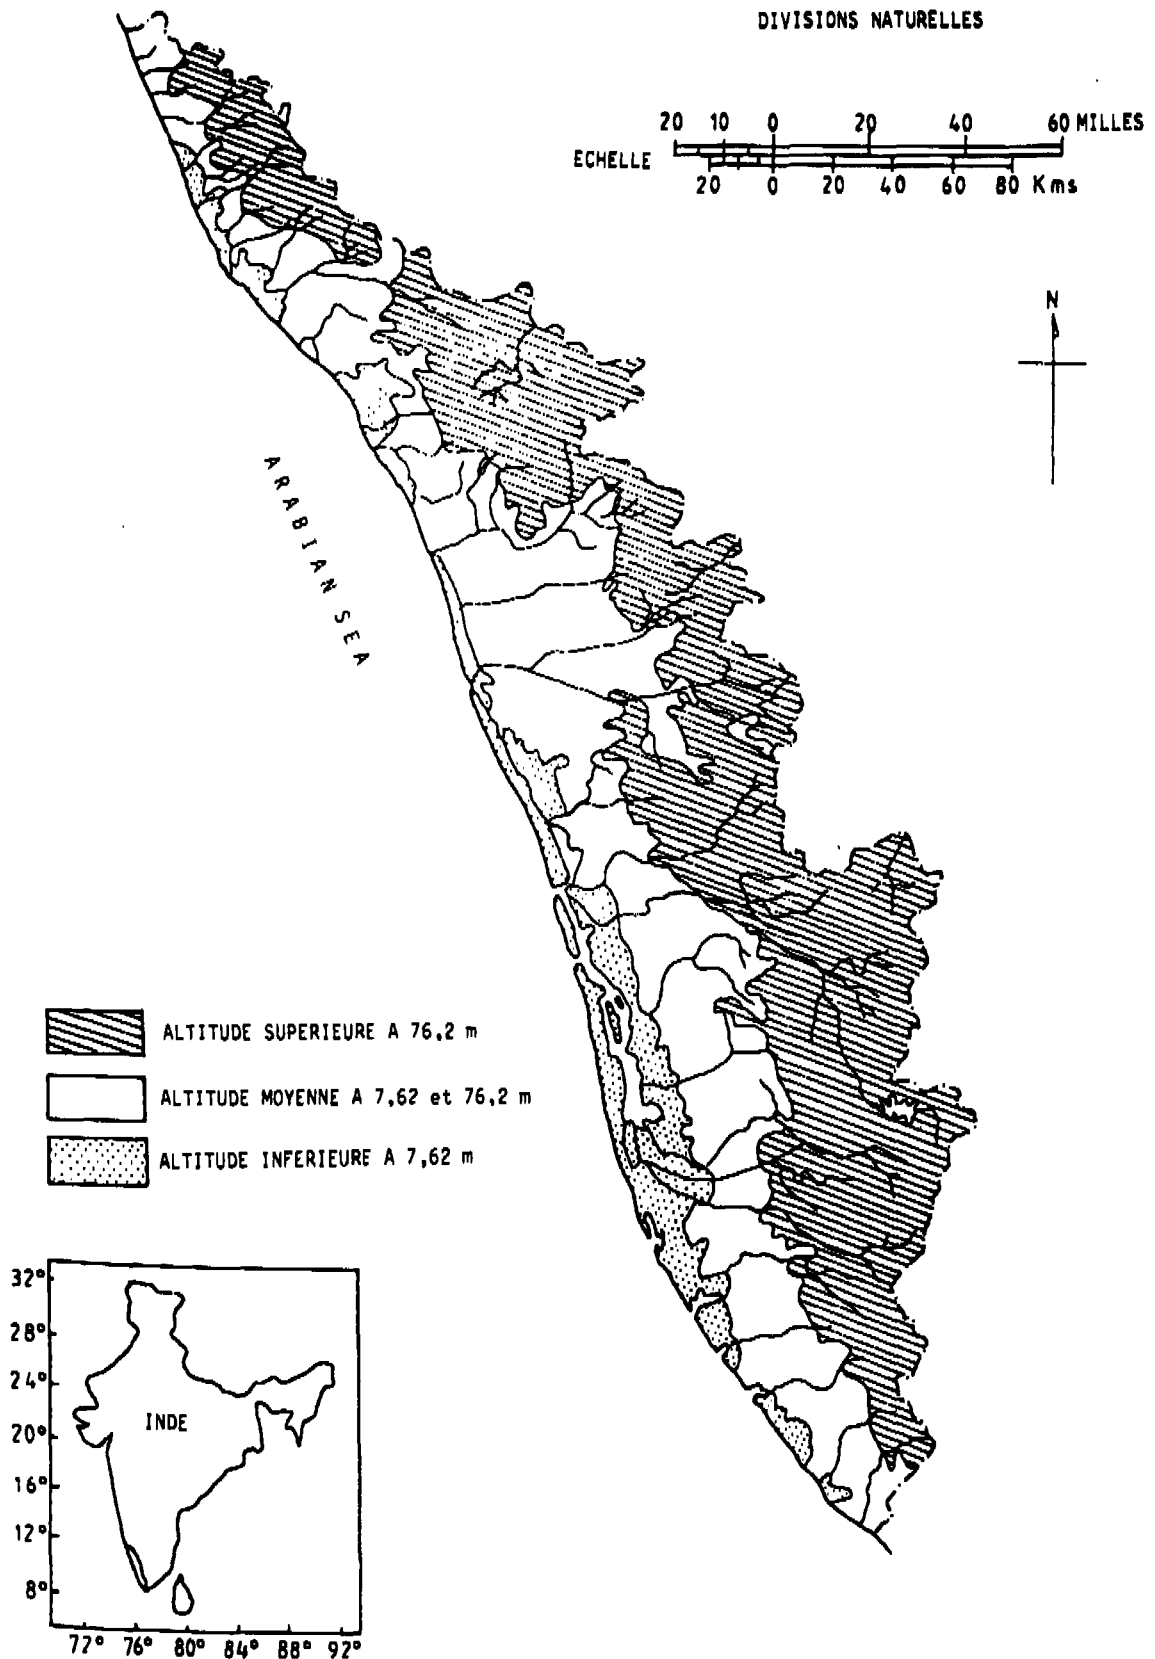 DIVISIONS NATURELLES
20 10 0 20 40 60 MILLES
ECHELLE
20 0 20 40 60 80 Kms
N
ARABIAN SEA
ALTITUDE SUPERIEURE A 76,2 m
ALTITUDE MOYENNE A 7,62 et 76,2 m
ALTITUDE INFERIEURE A 7,62 m
32°
28°
24°
INDE
20°
16°
12°
8°
72° 76° 80° 84° 88° 92°